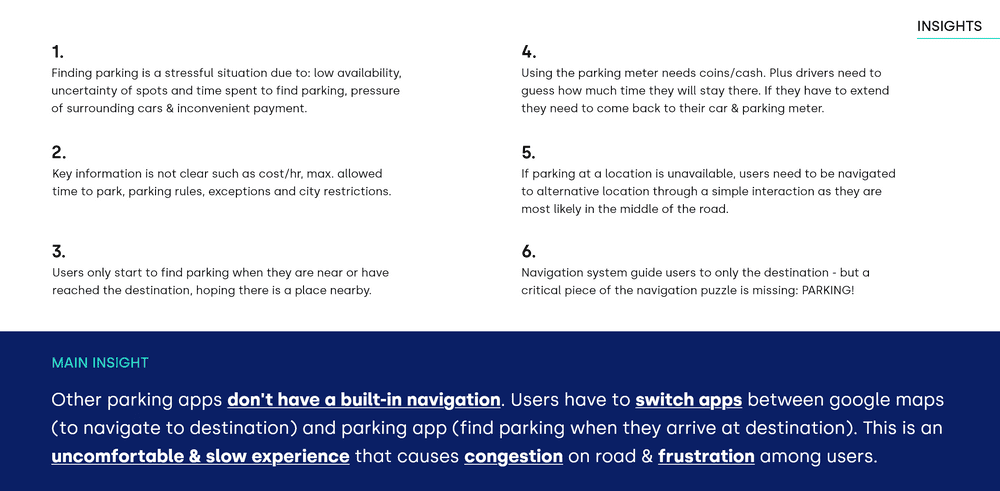 INSIGHTS
1.
Finding parking is a stressful situation due to: low availability,
uncertainty of spots and time spent to find parking, pressure
of surrounding cars & inconvenient payment.
2.
Key information is not clear such as cost/hr, max. allowed
time to park, parking rules, exceptions and city restrictions.
3.
Users only start to find parking when they are near or have
reached the destination, hoping there is a place nearby.
4.
Using the parking meter needs coins/cash. Plus drivers need to
guess how much time they will stay there. If they have to extend
they need to come back to their car & parking meter.
5.
If parking at a location is unavailable, users need to be navigated
to alternative location through a simple interaction as they are
most likely in the middle of the road.
6.
Navigation system guide users to only the destination - but a
critical piece of the navigation puzzle is missing: PARKING!
MAIN INSIGHT
Other parking apps don't have a built-in navigation. Users have to switch apps between google maps
(to navigate to destination) and parking app (find parking when they arrive at destination). This is an
uncomfortable & slow experience that causes congestion on road & frustration among users.